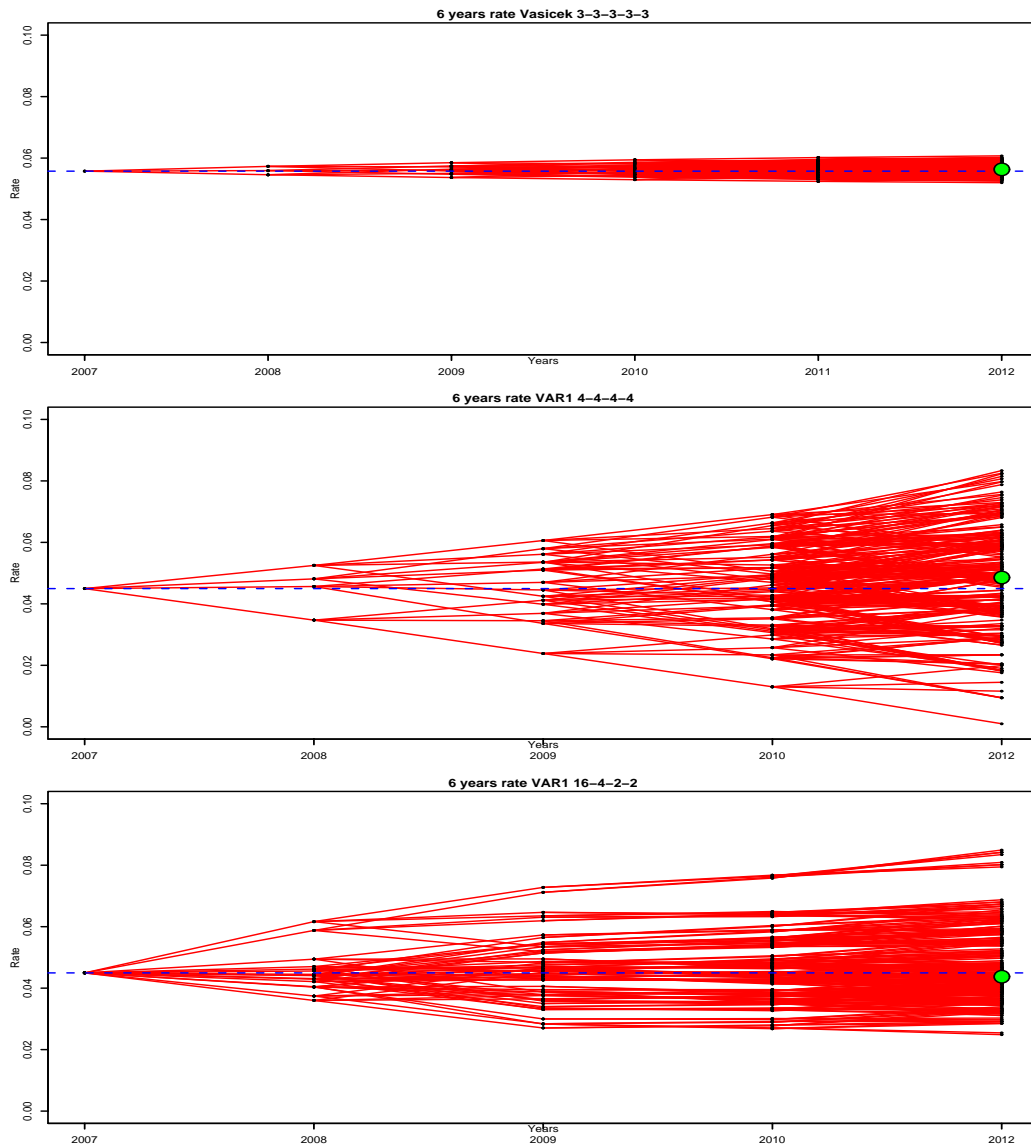 6 years rate Vasicek 3−3−3−3−3
0.10
0.08
0.06
0.04
0.02
0.00
Rate
2007 2008 2009 2010 2011 2012
Years
6 years rate VAR1 4−4−4−4
0.10
0.08
0.06
0.04
0.02
0.00
Rate
2007 2008 2009 2010 2012
Years
6 years rate VAR1 16−4−2−2
0.10
0.08
0.06
0.04
0.02
0.00
Rate
2007 2008 2009 2010 2012
Years